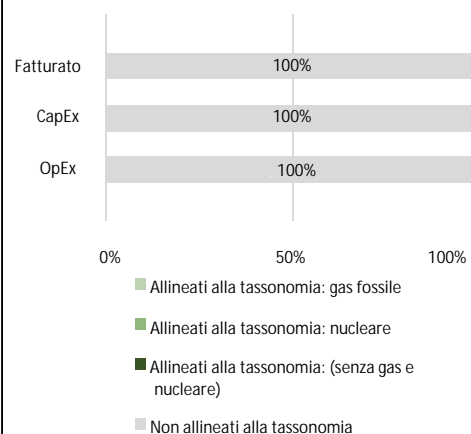 Fatturato 100%
CapEx 100%
OpEx 100%
0% 50% 100%
Allineati alla tassonomia: gas fossile
Allineati alla tassonomia: nucleare
Allineati alla tassonomia: (senza gas e
nucleare)
Non allineati alla tassonomia